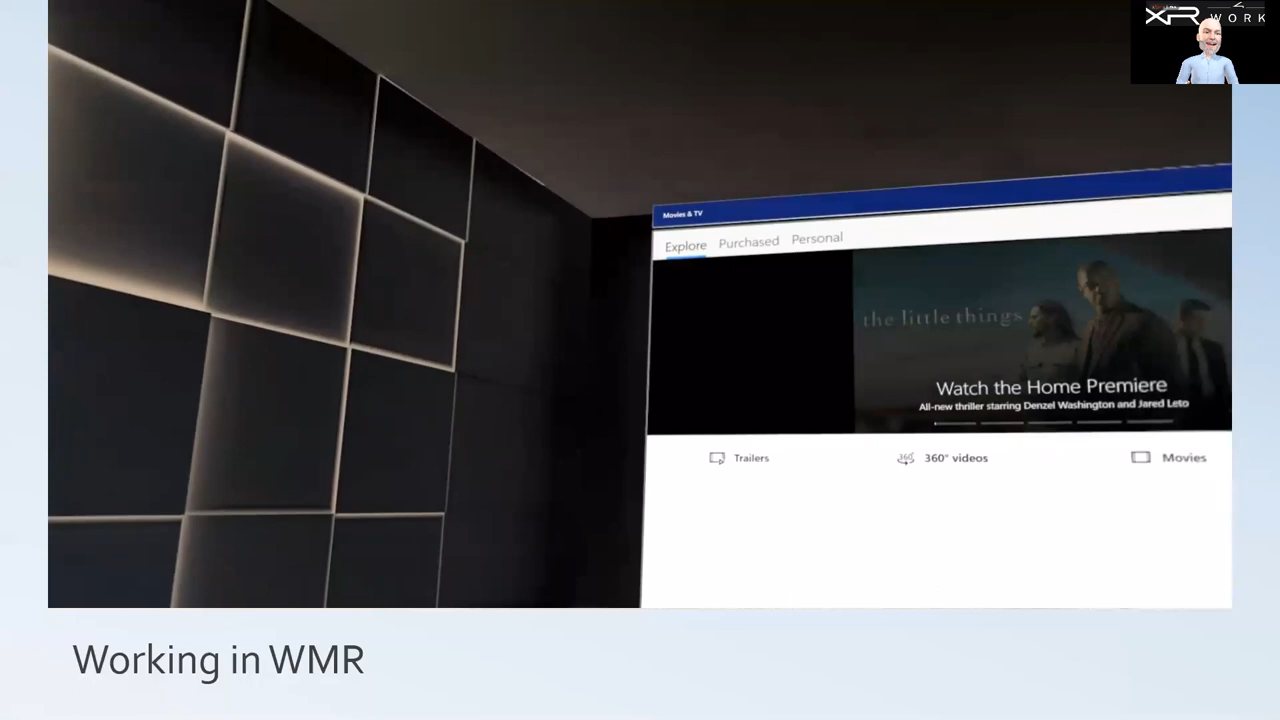 XR WORK
Movies & TV
Explore Purchased Personal
the little things
Watch the Home Premiere
All-new thriller starring Denzel Washington and Jared Leto
Trailers
360 360° videos
Movies
Working in WMR